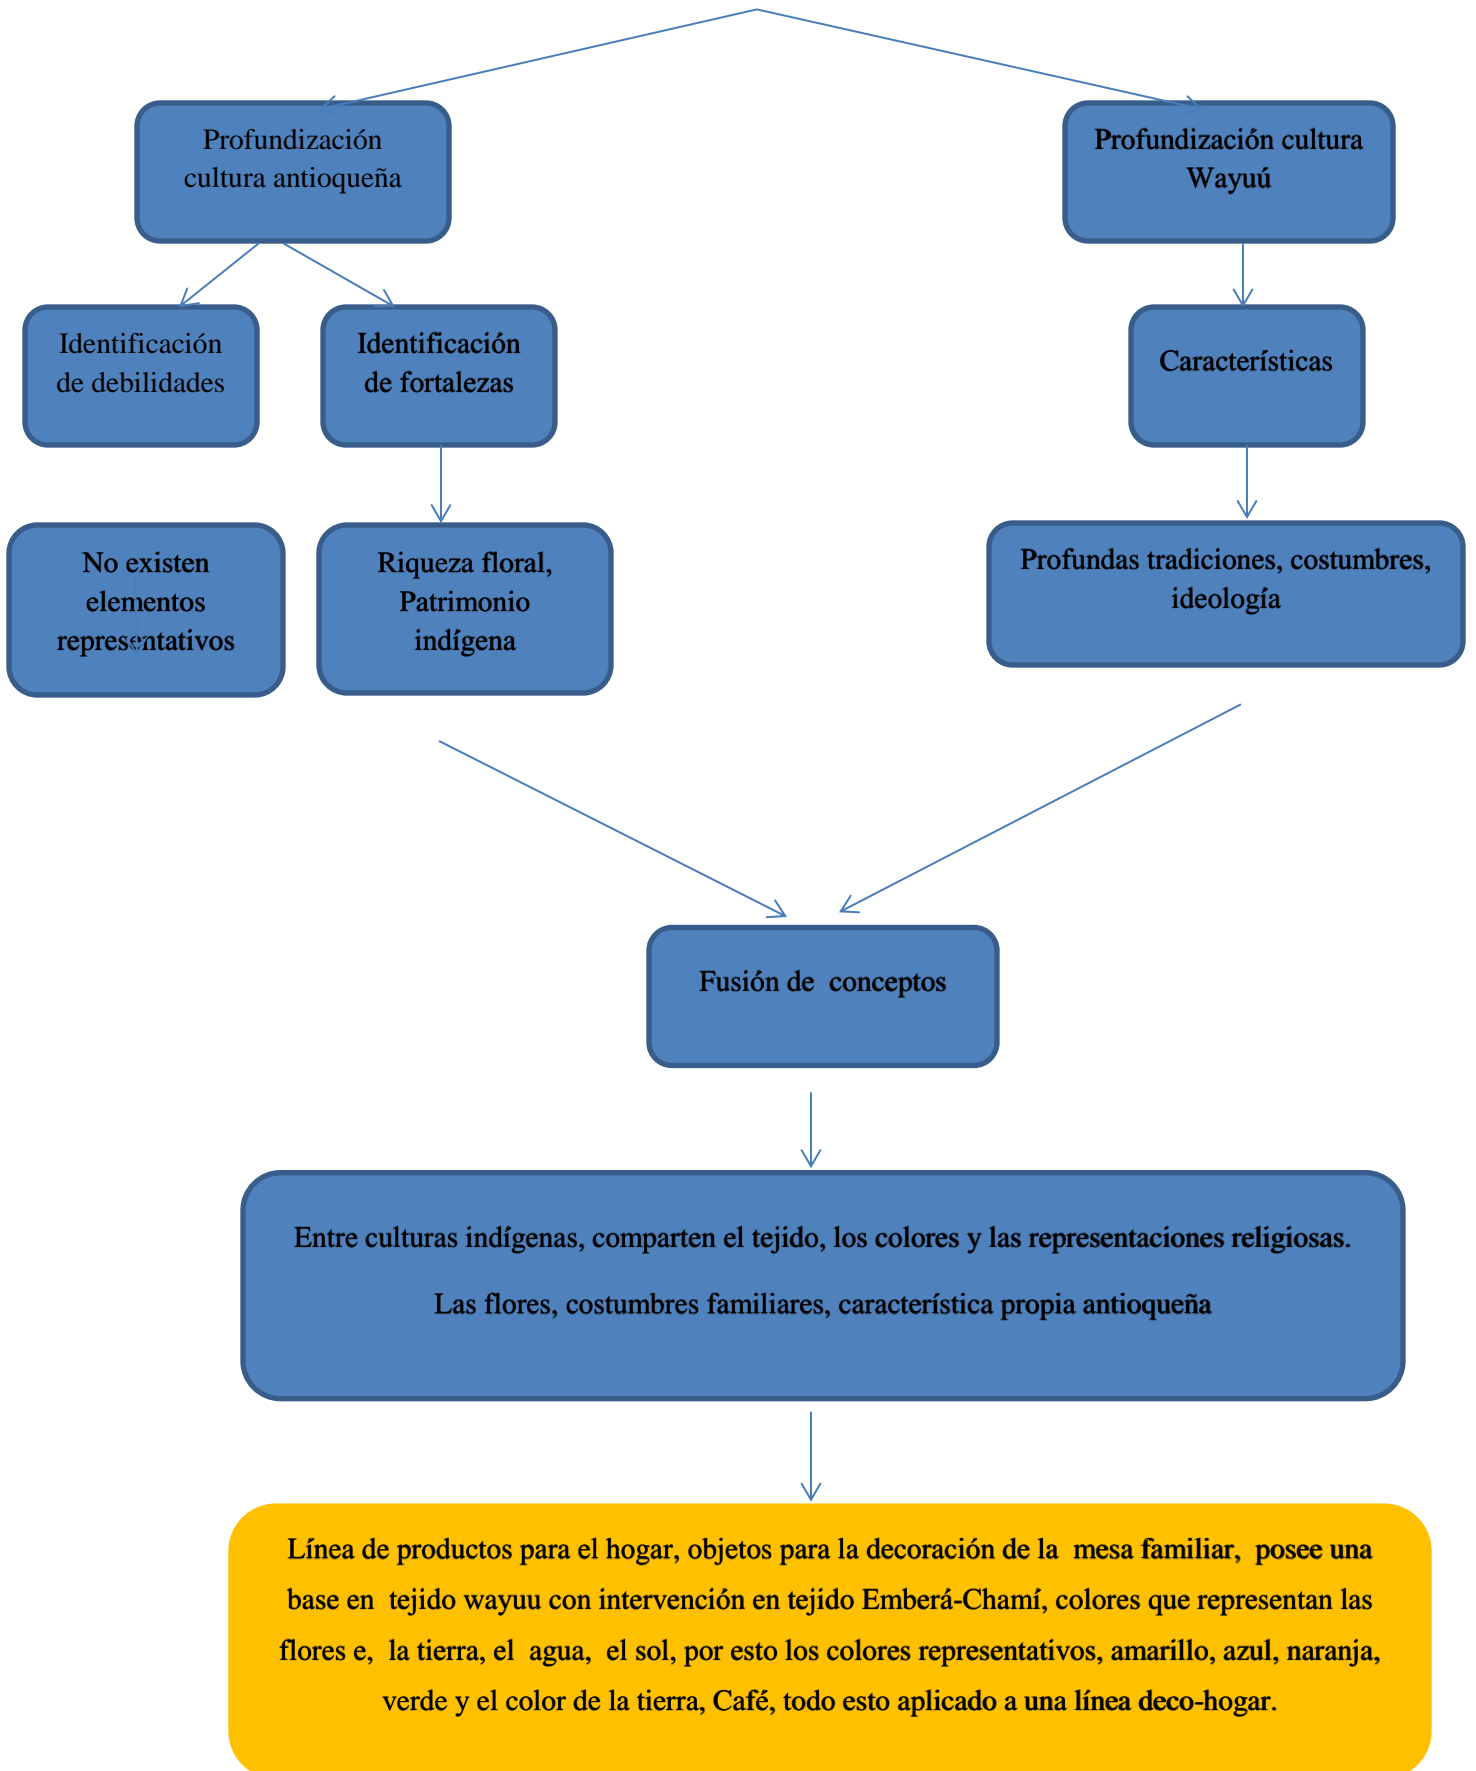 Profundización
cultura antioqueña
Profundización cultura
Wayuú
Identificación
de debilidades
Identificación
de fortalezas
Características
No existen
elementos
representativos
Riqueza floral,
Patrimonio
indígena
Profundas tradiciones, costumbres,
ideología
Fusión de  conceptos
Entre culturas indígenas, comparten el tejido, los colores y las representaciones religiosas.
Las flores, costumbres familiares, característica propia antioqueña
Línea de productos para el hogar, objetos para la decoración de la  mesa familiar,  posee una
base en  tejido wayuu con intervención en tejido Emberá-Chamí, colores que representan las
flores e,  la tierra, el  agua,  el sol, por esto los colores representativos, amarillo, azul, naranja,
verde y el color de la tierra, Café, todo esto aplicado a una línea deco-hogar.